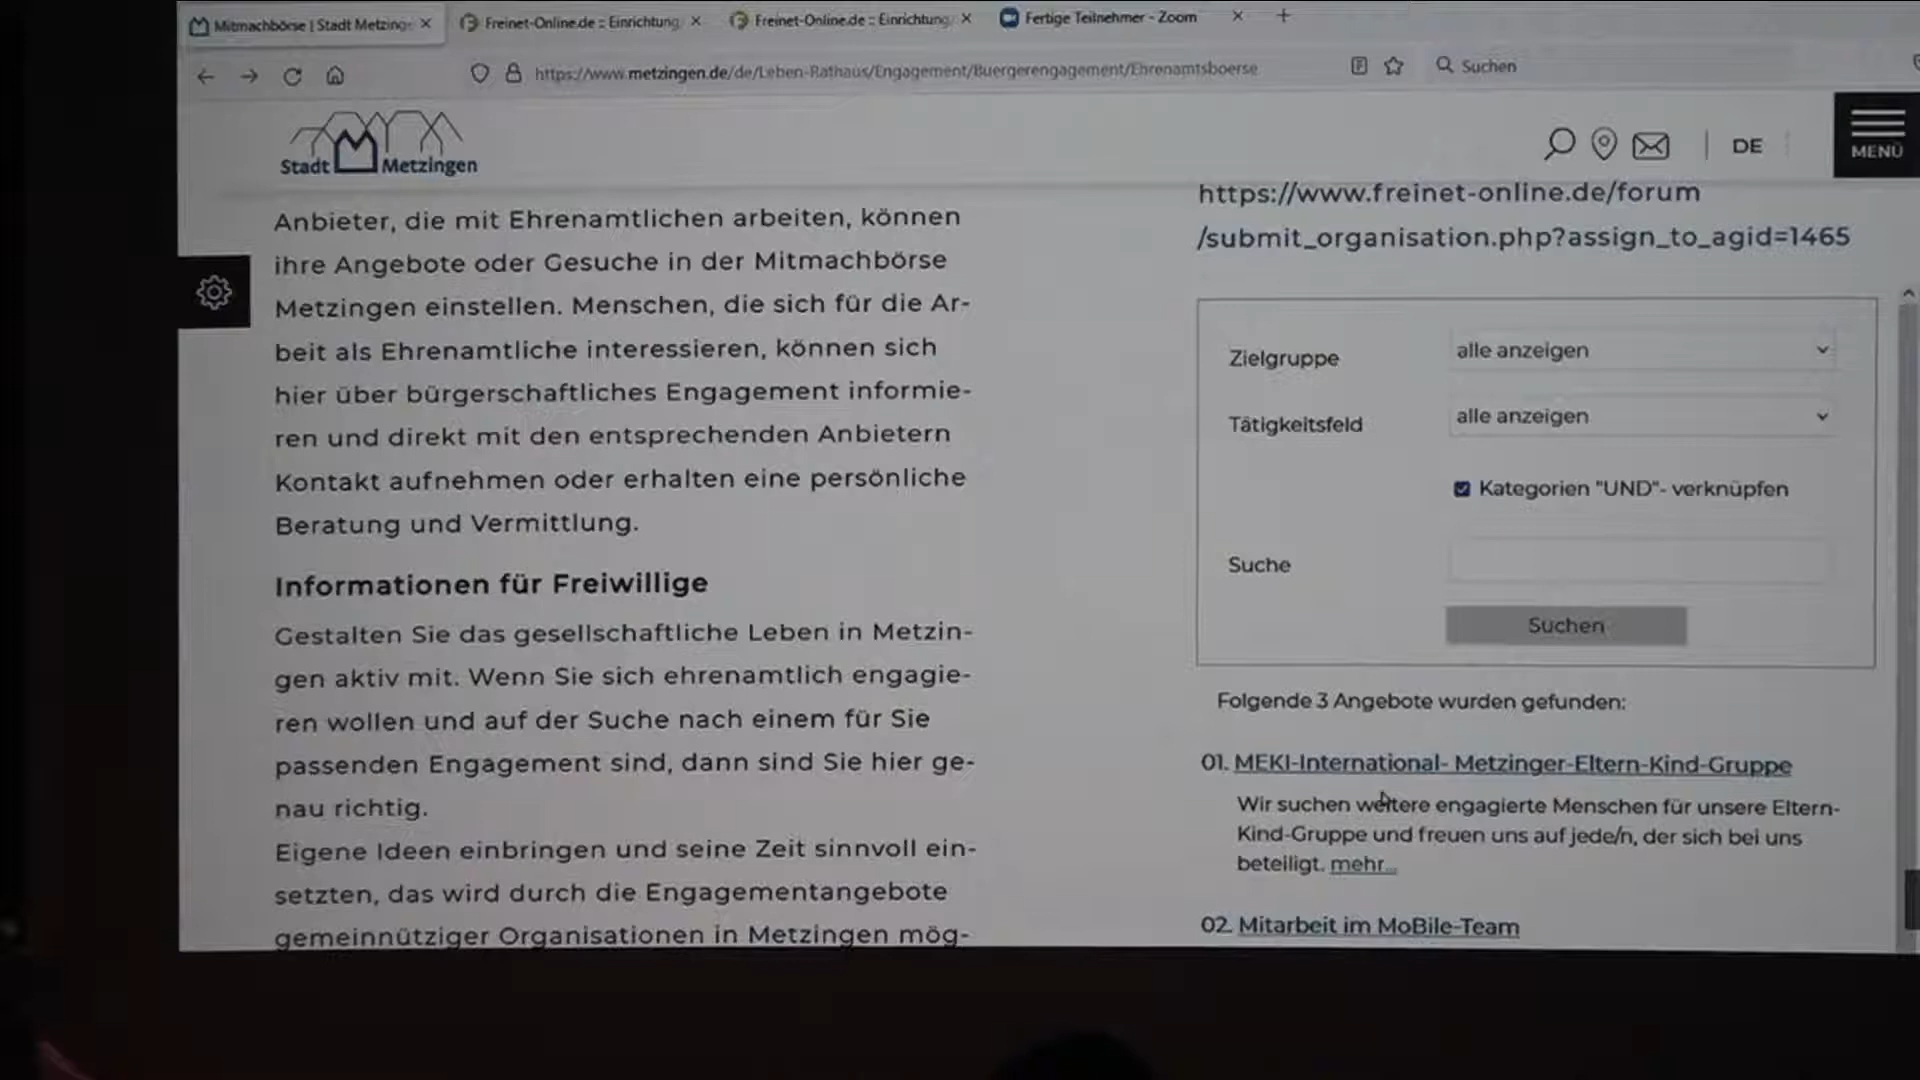 Mitmachbörse | Stadt Metzing
Freinet-Online.de :: Einrichtung
Freinet-Online.de :: Einrichtung
Fertige Teilnehmer - Zoom
https://www.metzingen.de/de/Leben-Rathaus/Engagement/Buergerengagement/Ehrenamtsboerse
Suchen
Stadt Metzingen
DE
MENÜ
Anbieter, die mit Ehrenamtlichen arbeiten, können
ihre Angebote oder Gesuche in der Mitmachbörse
Metzingen einstellen. Menschen, die sich für die Ar-
beit als Ehrenamtliche interessieren, können sich
hier über bürgerschaftliches Engagement informie-
ren und direkt mit den entsprechenden Anbietern
Kontakt aufnehmen oder erhalten eine persönliche
Beratung und Vermittlung.
Informationen für Freiwillige
Gestalten Sie das gesellschaftliche Leben in Metzin-
gen aktiv mit. Wenn Sie sich ehrenamtlich engagie-
ren wollen und auf der Suche nach einem für Sie
passenden Engagement sind, dann sind Sie hier ge-
nau richtig.
Eigene Ideen einbringen und seine Zeit sinnvoll ein-
setzten, das wird durch die Engagementangebote
gemeinnütziger Organisationen in Metzingen mög-
https://www.freinet-online.de/forum
/submit_organisation.php?assign_to_agid=1465
Zielgruppe alle anzeigen
Tätigkeitsfeld alle anzeigen
Kategorien "UND"- verknüpfen
Suche
Suchen
Folgende 3 Angebote wurden gefunden:
01. MEKI-International- Metzinger-Eltern-Kind-Gruppe
Wir suchen weitere engagierte Menschen für unsere Eltern-
Kind-Gruppe und freuen uns auf jede/n, der sich bei uns
beteiligt. mehr...
02. Mitarbeit im MoBile-Team